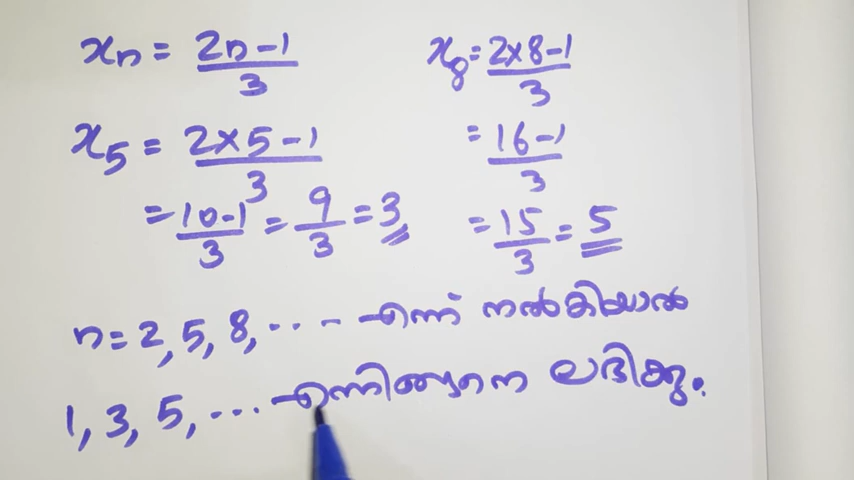 xₙ = (2n-1)/3
x₅ = (2×5-1)/3
= (10-1)/3 = 9/3 = 3
x₈ = (2×8-1)/3
= (16-1)/3
= 15/3 = 5
n = 2, 5, 8, ... എന്ന് നൽകിയാൽ
1, 3, 5, ... എന്നിങ്ങനെ ലഭിക്കും.